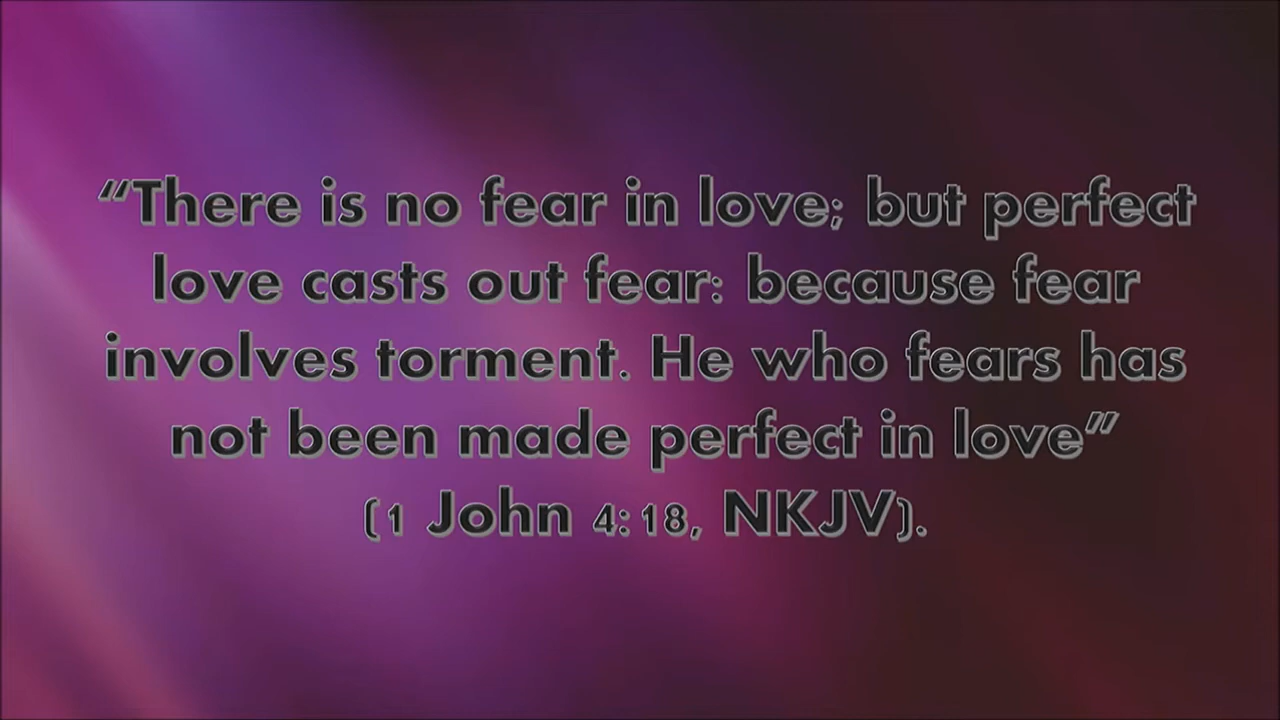 “There is no fear in love; but perfect
love casts out fear: because fear
involves torment. He who fears has
not been made perfect in love”
(1 John 4:18, NKJV).